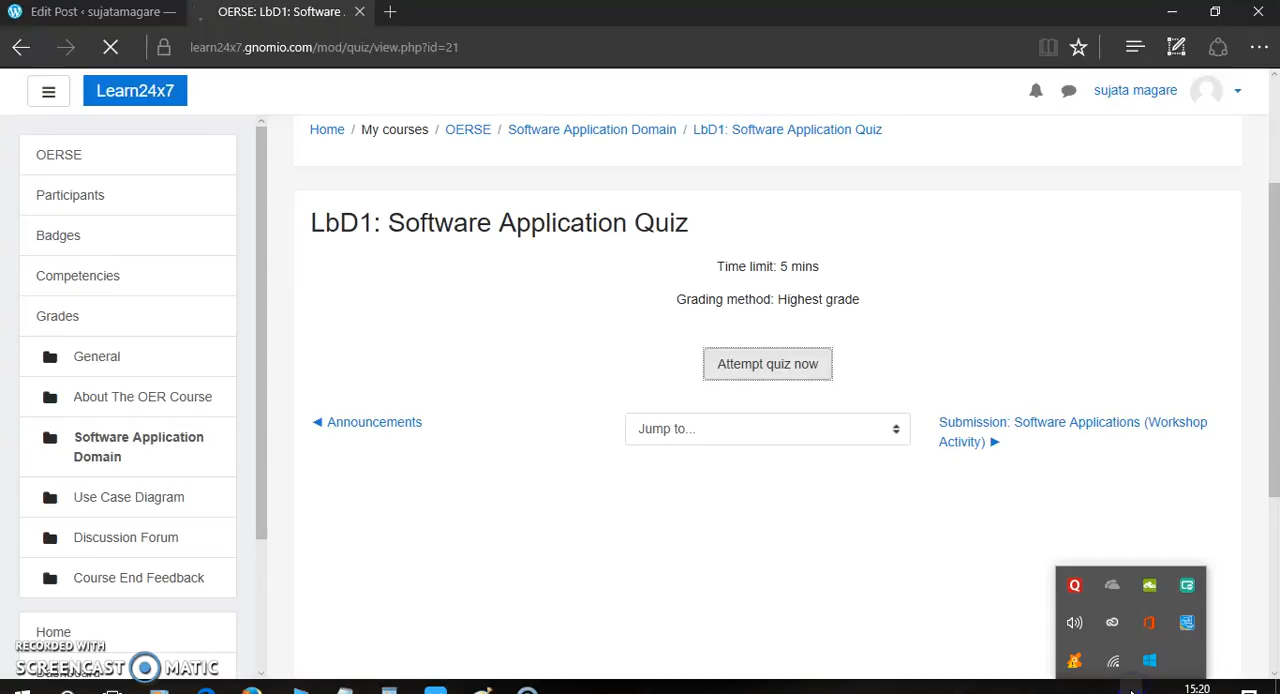 Edit Post ‹ sujatamagare —
OERSE: LbD1: Software .
learn24x7.gnomio.com/mod/quiz/view.php?id=21
Learn24x7
sujata magare
OERSE
Participants
Badges
Competencies
Grades
General
About The OER Course
Software Application
Domain
Use Case Diagram
Discussion Forum
Course End Feedback
Home
Home / My courses / OERSE / Software Application Domain / LbD1: Software Application Quiz
LbD1: Software Application Quiz
Time limit: 5 mins
Grading method: Highest grade
Attempt quiz now
◄ Announcements
Jump to...
Submission: Software Applications (Workshop
Activity) ►
RECORDED WITH
SCREENCAST MATIC
15:20